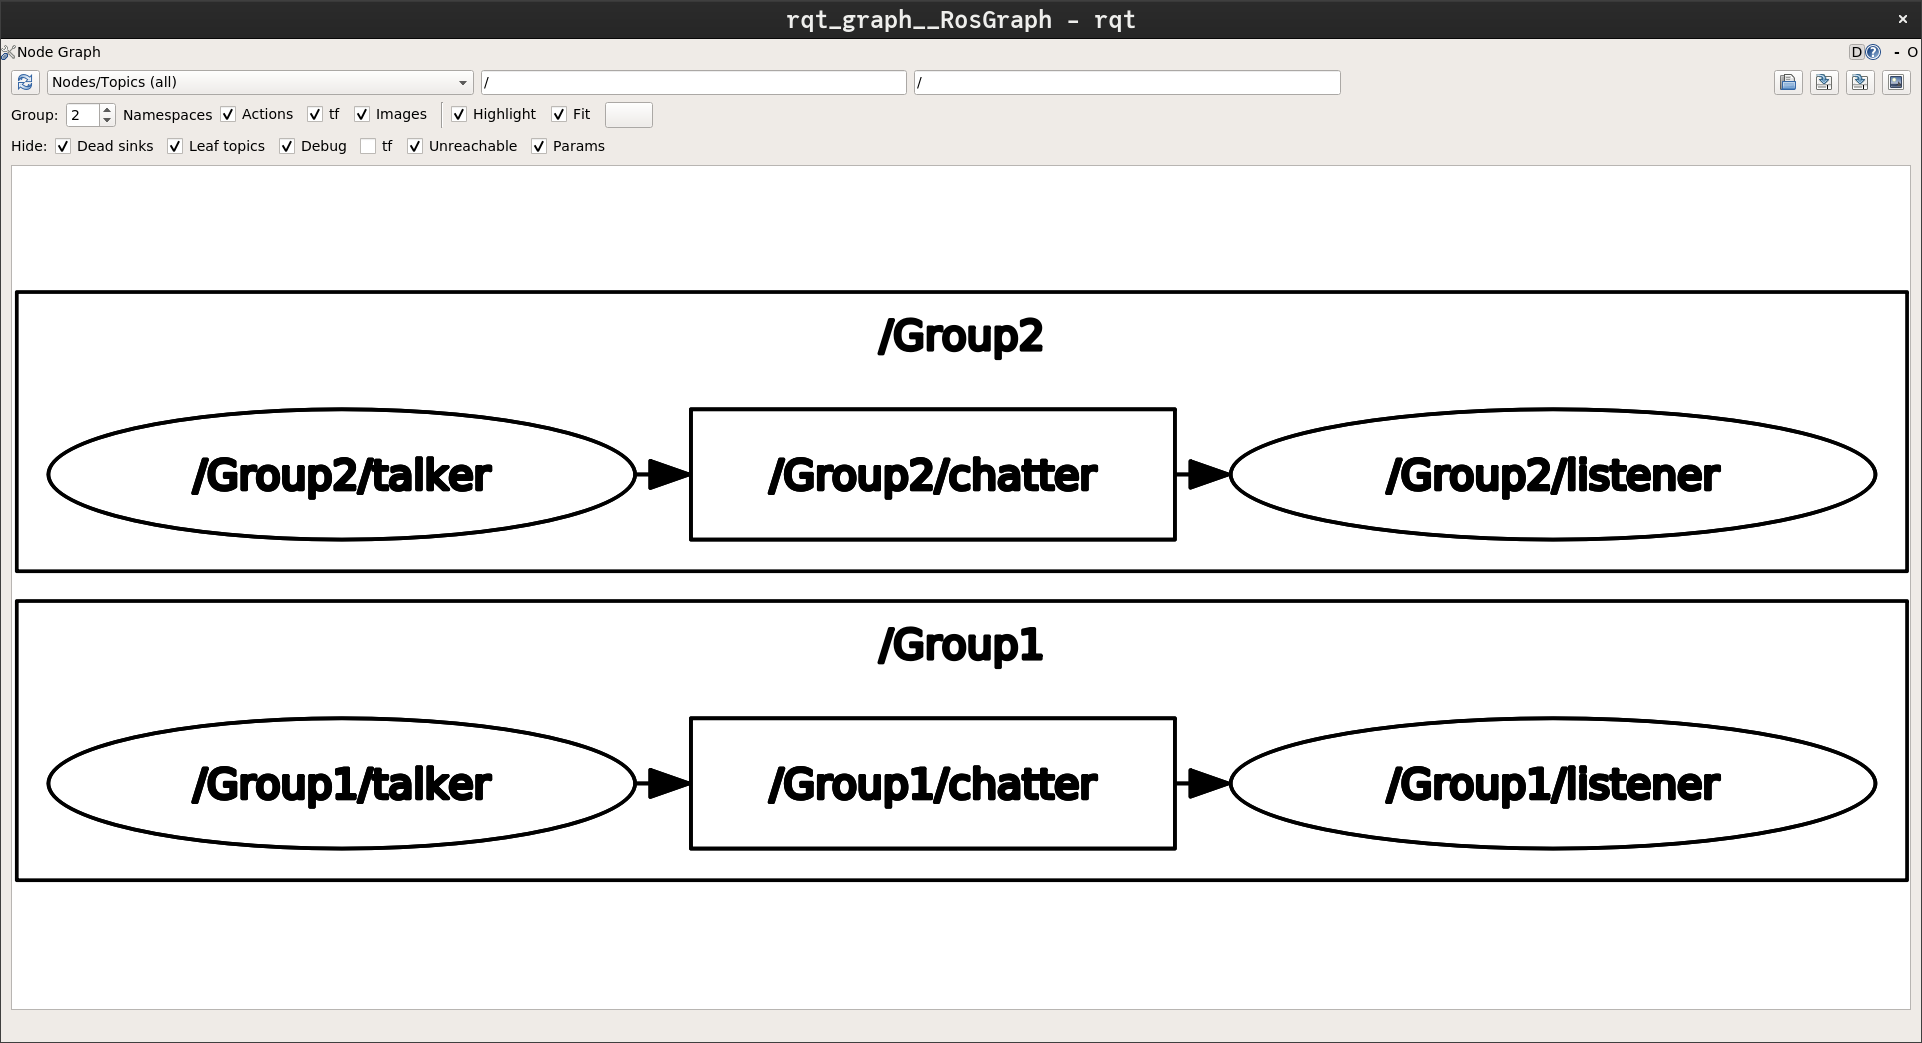 rqt_graph__RosGraph – rqt
Node Graph D ? - O
Nodes/Topics (all) / /
Group: 2 Namespaces Actions tf Images Highlight Fit
Hide: Dead sinks Leaf topics Debug tf Unreachable Params
/Group2
/Group2/talker /Group2/chatter /Group2/listener
/Group1
/Group1/talker /Group1/chatter /Group1/listener